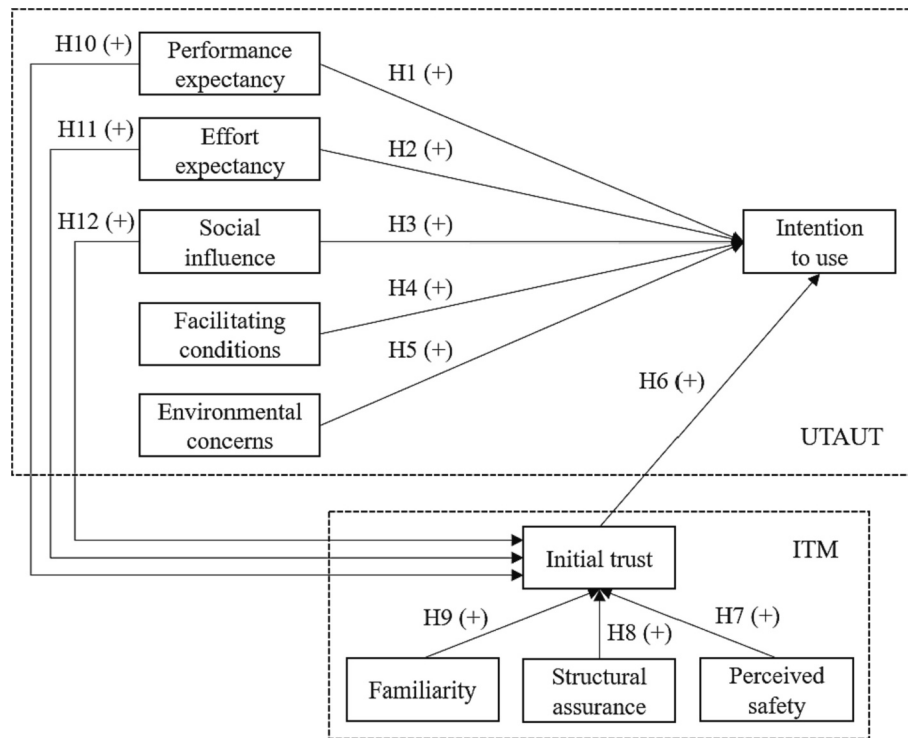 H10 (+)
Performance
expectancy
H1 (+)
H11 (+)
Effort
expectancy
H2 (+)
H12 (+)
Social
influence
H3 (+)
Intention
to use
Facilitating
conditions
H4 (+)
H5 (+)
Environmental
concerns
H6 (+)
UTAUT
Initial trust
ITM
H9 (+)
H8 (+)
H7 (+)
Familiarity
Structural
assurance
Perceived
safety